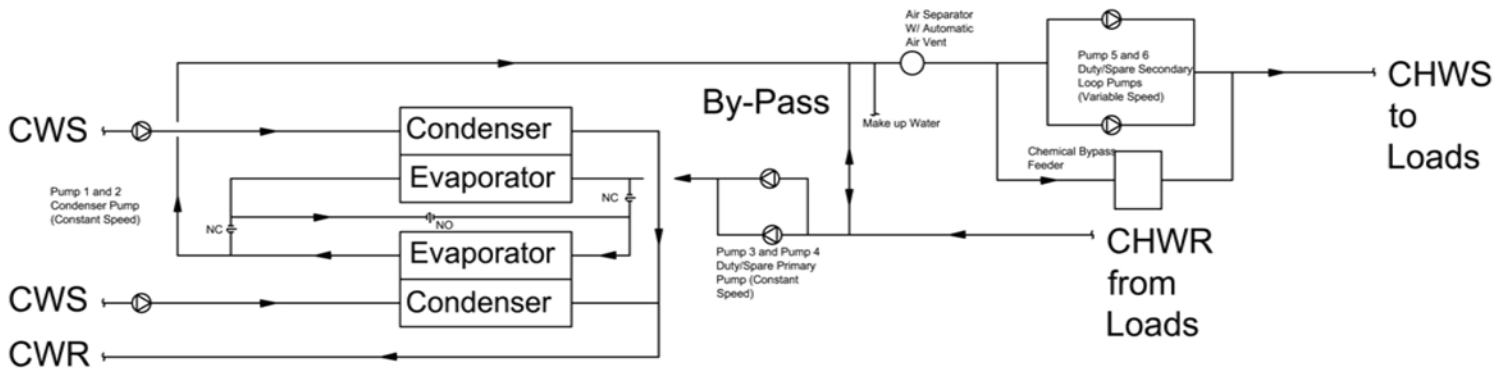 Air Separator
W/ Automatic
Air Vent
Pump 5 and 6
Duty/Spare Secondary
Loop Pumps
(Variable Speed)
CHWS
to
Loads
By-Pass
Make up Water
CWS
Condenser
Evaporator
Chemical Bypass
Feeder
Pump 1 and 2
Condenser Pump
(Constant Speed)
NC
NC
NO
Evaporator
Condenser
Pump 3 and Pump 4
Duty/Spare Primary
Pump (Constant
Speed)
CHWR
from
Loads
CWS
CWR